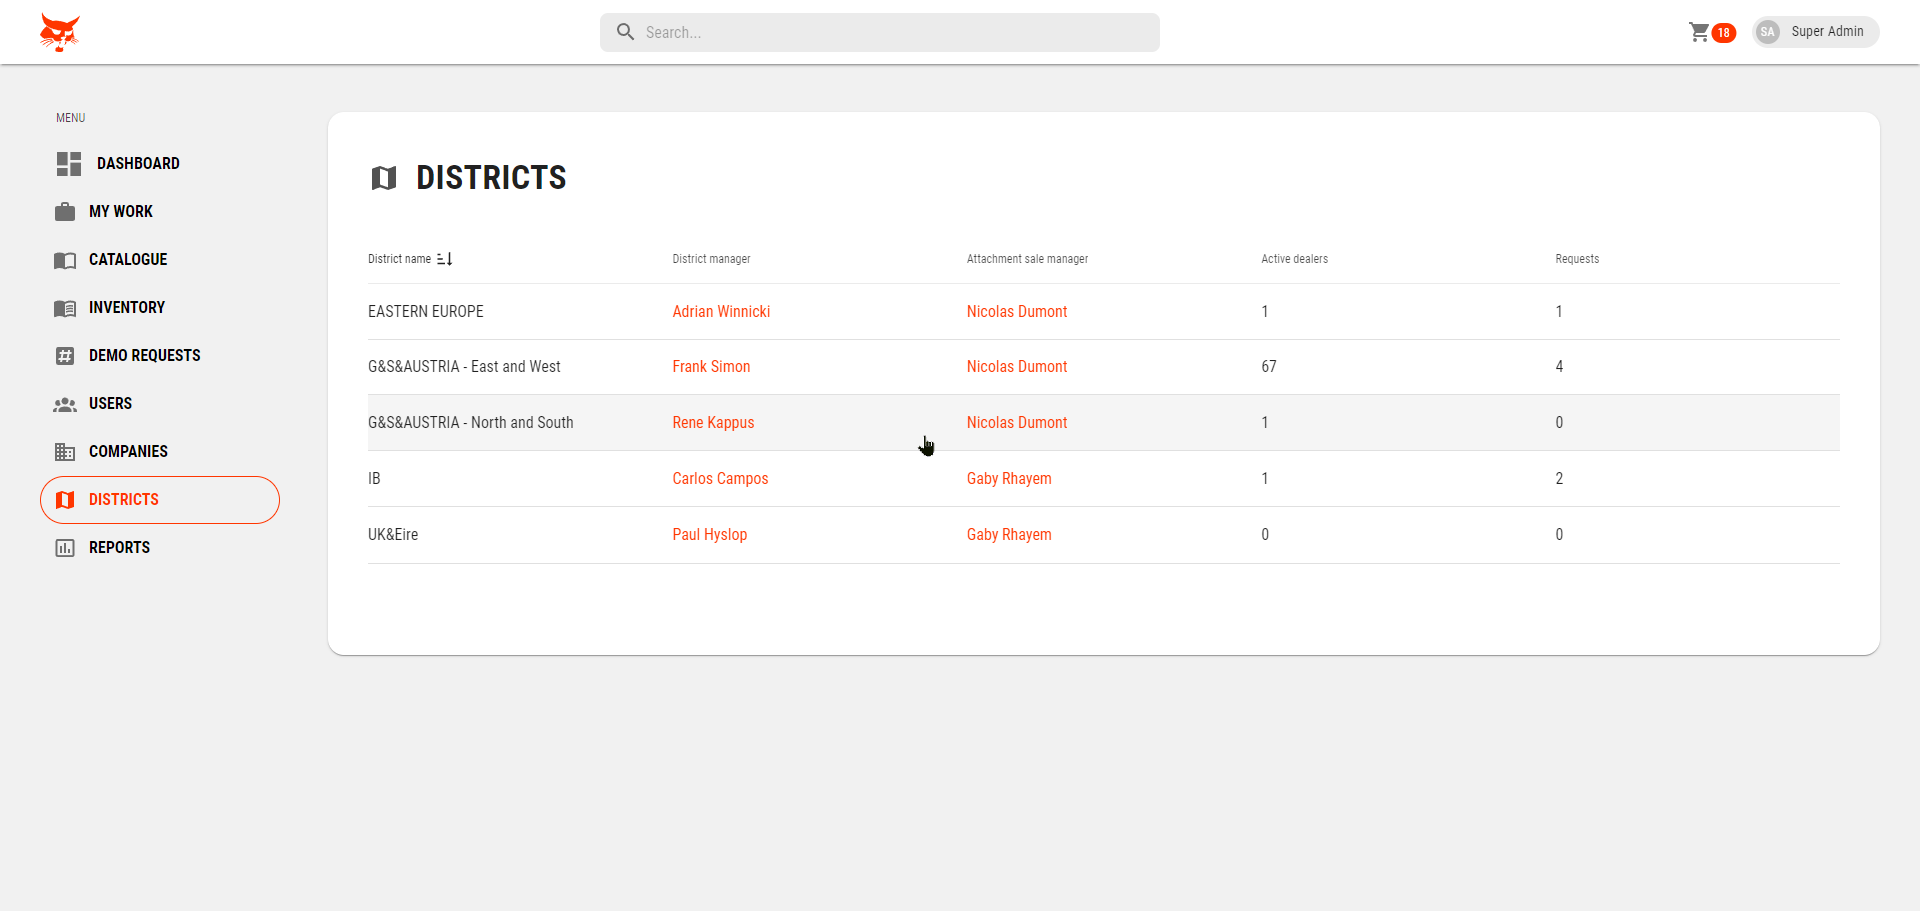 Search...
18
SA
Super Admin
MENU
DASHBOARD
MY WORK
CATALOGUE
INVENTORY
DEMO REQUESTS
USERS
COMPANIES
DISTRICTS
REPORTS
DISTRICTS
District name District manager Attachment sale manager Active dealers Requests
EASTERN EUROPE Adrian Winnicki Nicolas Dumont 1 1
G&S&AUSTRIA - East and West Frank Simon Nicolas Dumont 67 4
G&S&AUSTRIA - North and South Rene Kappus Nicolas Dumont 1 0
IB Carlos Campos Gaby Rhayem 1 2
UK&Eire Paul Hyslop Gaby Rhayem 0 0